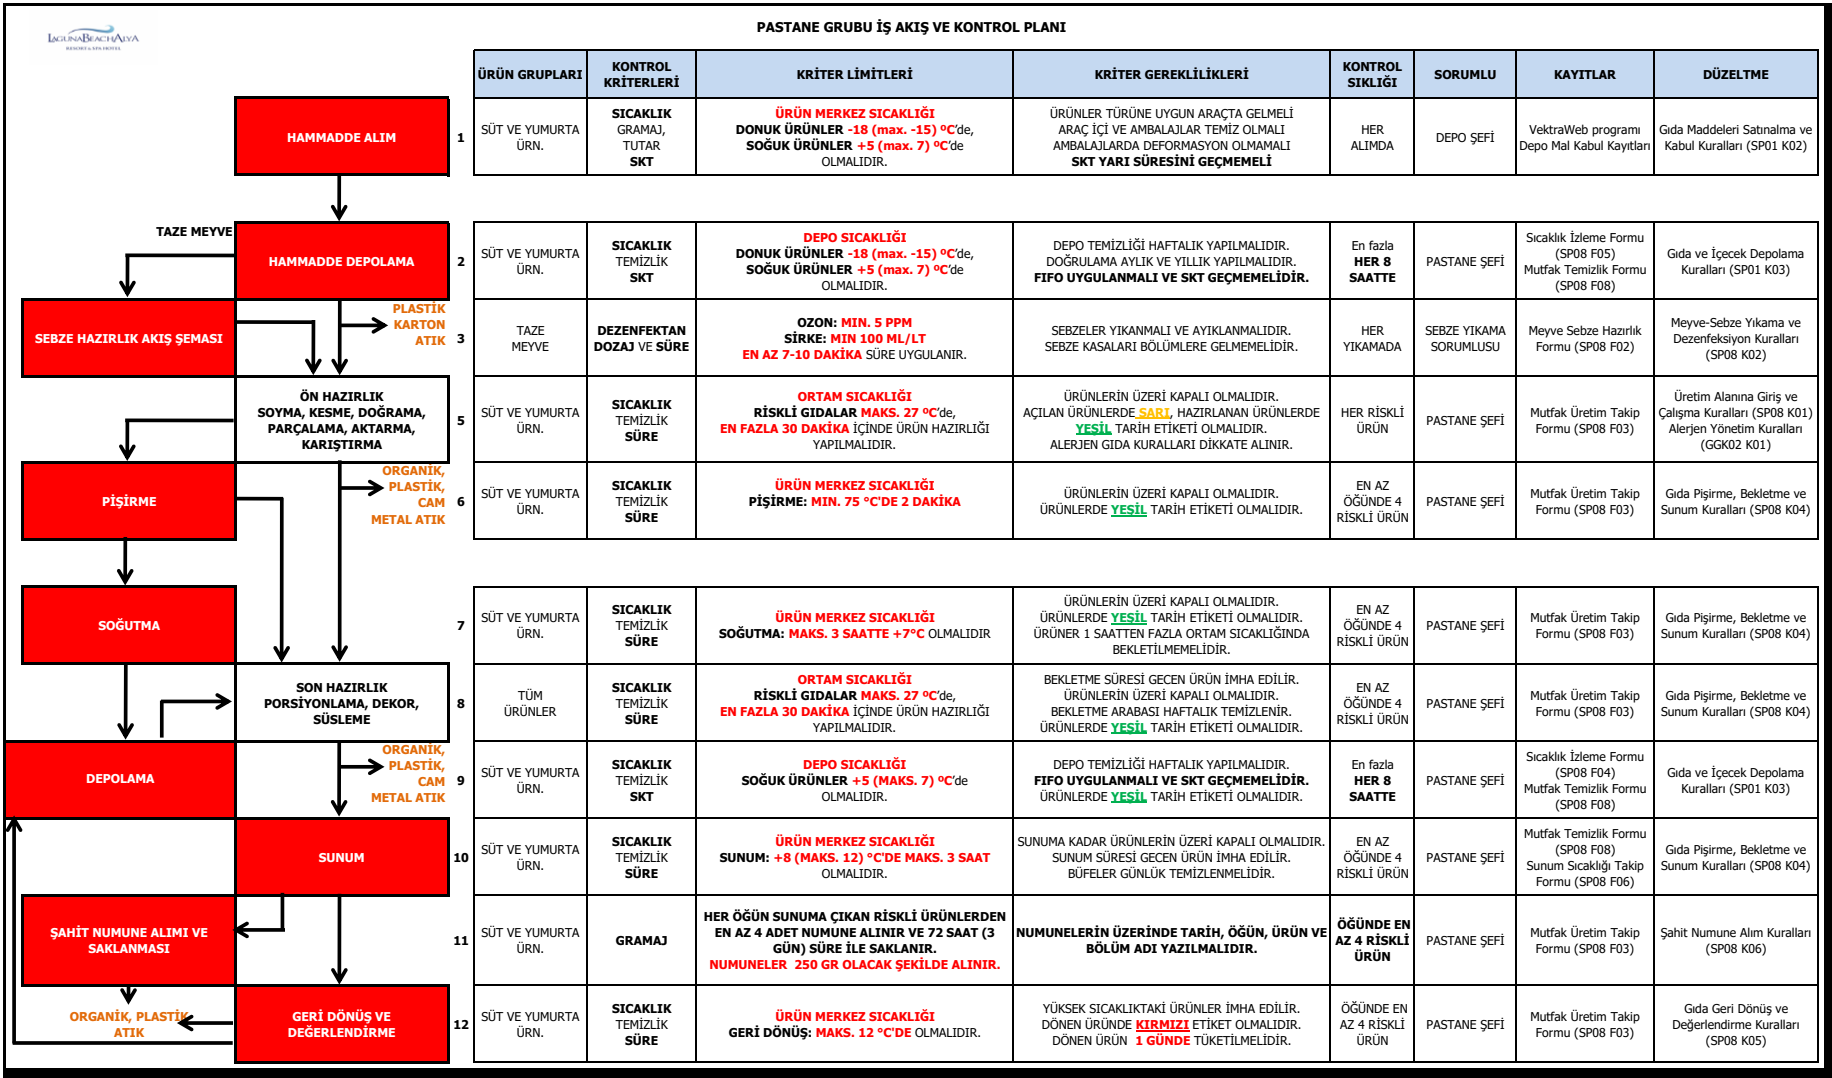 LAGUNABEACHALYA
RESORT & SPA HOTEL
PASTANE GRUBU İŞ AKIŞ VE KONTROL PLANI
ÜRÜN GRUPLARI
KONTROL
KRİTERLERİ
KRİTER LİMİTLERİ
KRİTER GEREKLİLİKLERİ
KONTROL
SIKLIĞI
SORUMLU
KAYITLAR
DÜZELTME
HAMMADDE ALIM
1
SÜT VE YUMURTA
ÜRN.
SICAKLIK
GRAMAJ,
TUTAR
SKT
ÜRÜN MERKEZ SICAKLIĞI
DONUK ÜRÜNLER -18 (max. -15) ºC'de,
SOĞUK ÜRÜNLER +5 (max. 7) ºC'de
OLMALIDIR.
ÜRÜNLER TÜRÜNE UYGUN ARAÇTA GELMELİ
ARAÇ İÇİ VE AMBALAJLAR TEMİZ OLMALI
AMBALAJLARDA DEFORMASYON OLMAMALI
SKT YARI SÜRESİNİ GEÇMEMELİ
HER
ALIMDA
DEPO ŞEFİ
VektraWeb programı
Depo Mal Kabul Kayıtları
Gıda Maddeleri Satınalma ve
Kabul Kuralları (SP01 K02)
TAZE MEYVE
HAMMADDE DEPOLAMA
2
SÜT VE YUMURTA
ÜRN.
SICAKLIK
TEMİZLİK
SKT
DEPO SICAKLIĞI
DONUK ÜRÜNLER -18 (max. -15) ºC'de,
SOĞUK ÜRÜNLER +5 (max. 7) ºC'de
OLMALIDIR.
DEPO TEMİZLİĞİ HAFTALIK YAPILMALIDIR.
DOĞRULAMA AYLIK VE YILLIK YAPILMALIDIR.
FIFO UYGULANMALI VE SKT GEÇMEMELİDİR.
En fazla
HER 8
SAATTE
PASTANE ŞEFİ
Sıcaklık İzleme Formu
(SP08 F05)
Mutfak Temizlik Formu
(SP08 F08)
Gıda ve İçecek Depolama
Kuralları (SP01 K03)
SEBZE HAZIRLIK AKIŞ ŞEMASI
PLASTİK
KARTON
ATIK
3
TAZE
MEYVE
DEZENFEKTAN
DOZAJ VE SÜRE
OZON: MIN. 5 PPM
SİRKE: MIN 100 ML/LT
EN AZ 7-10 DAKİKA SÜRE UYGULANIR.
SEBZELER YIKANMALI VE AYIKLANMALIDIR.
SEBZE KASALARI BÖLÜMLERE GELMEMELİDİR.
HER
YIKAMADA
SEBZE YIKAMA
SORUMLUSU
Meyve Sebze Hazırlık
Formu (SP08 F02)
Meyve-Sebze Yıkama ve
Dezenfeksiyon Kuralları
(SP08 K02)
ÖN HAZIRLIK
SOYMA, KESME, DOĞRAMA,
PARÇALAMA, AKTARMA,
KARIŞTIRMA
5
SÜT VE YUMURTA
ÜRN.
SICAKLIK
TEMİZLİK
SÜRE
ORTAM SICAKLIĞI
RİSKLİ GIDALAR MAKS. 27 ºC'de,
EN FAZLA 30 DAKİKA İÇİNDE ÜRÜN HAZIRLIĞI
YAPILMALIDIR.
ÜRÜNLERİN ÜZERİ KAPALI OLMALIDIR.
AÇILAN ÜRÜNLERDE SARI, HAZIRLANAN ÜRÜNLERDE
YEŞİL TARİH ETİKETİ OLMALIDIR.
ALERJEN GIDA KURALLARI DİKKATE ALINIR.
HER RİSKLİ
ÜRÜN
PASTANE ŞEFİ
Mutfak Üretim Takip
Formu (SP08 F03)
Üretim Alanına Giriş ve
Çalışma Kuralları (SP08 K01)
Alerjen Yönetim Kuralları
(GGK02 K01)
PİŞİRME
ORGANİK,
PLASTİK,
CAM
METAL ATIK
6
SÜT VE YUMURTA
ÜRN.
SICAKLIK
TEMİZLİK
SÜRE
ÜRÜN MERKEZ SICAKLIĞI
PİŞİRME: MIN. 75 °C'DE 2 DAKİKA
ÜRÜNLERİN ÜZERİ KAPALI OLMALIDIR.
ÜRÜNLERDE YEŞİL TARİH ETİKETİ OLMALIDIR.
EN AZ
ÖĞÜNDE 4
RİSKLİ ÜRÜN
PASTANE ŞEFİ
Mutfak Üretim Takip
Formu (SP08 F03)
Gıda Pişirme, Bekletme ve
Sunum Kuralları (SP08 K04)
SOĞUTMA
7
SÜT VE YUMURTA
ÜRN.
SICAKLIK
TEMİZLİK
SÜRE
ÜRÜN MERKEZ SICAKLIĞI
SOĞUTMA: MAKS. 3 SAATTE +7°C OLMALIDIR
ÜRÜNLERİN ÜZERİ KAPALI OLMALIDIR.
ÜRÜNLERDE YEŞİL TARİH ETİKETİ OLMALIDIR.
ÜRÜNER 1 SAATTEN FAZLA ORTAM SICAKLIĞINDA
BEKLETİLMEMELİDİR.
EN AZ
ÖĞÜNDE 4
RİSKLİ ÜRÜN
PASTANE ŞEFİ
Mutfak Üretim Takip
Formu (SP08 F03)
Gıda Pişirme, Bekletme ve
Sunum Kuralları (SP08 K04)
SON HAZIRLIK
PORSİYONLAMA, DEKOR,
SÜSLEME
8
TÜM
ÜRÜNLER
SICAKLIK
TEMİZLİK
SÜRE
ORTAM SICAKLIĞI
RİSKLİ GIDALAR MAKS. 27 ºC'de,
EN FAZLA 30 DAKİKA İÇİNDE ÜRÜN HAZIRLIĞI
YAPILMALIDIR.
BEKLETME SÜRESİ GECEN ÜRÜN İMHA EDİLİR.
ÜRÜNLERİN ÜZERİ KAPALI OLMALIDIR.
BEKLETME ARABASI HAFTALIK TEMİZLENİR.
ÜRÜNLERDE YEŞİL TARİH ETİKETİ OLMALIDIR.
EN AZ
ÖĞÜNDE 4
RİSKLİ ÜRÜN
PASTANE ŞEFİ
Mutfak Üretim Takip
Formu (SP08 F03)
Gıda Pişirme, Bekletme ve
Sunum Kuralları (SP08 K04)
DEPOLAMA
ORGANİK,
PLASTİK,
CAM
METAL ATIK
9
SÜT VE YUMURTA
ÜRN.
SICAKLIK
TEMİZLİK
SKT
DEPO SICAKLIĞI
SOĞUK ÜRÜNLER +5 (MAKS. 7) ºC'de
OLMALIDIR.
DEPO TEMİZLİĞİ HAFTALIK YAPILMALIDIR.
FIFO UYGULANMALI VE SKT GEÇMEMELİDİR.
ÜRÜNLERDE YEŞİL TARİH ETİKETİ OLMALIDIR.
En fazla
HER 8
SAATTE
PASTANE ŞEFİ
Sıcaklık İzleme Formu
(SP08 F04)
Mutfak Temizlik Formu
(SP08 F08)
Gıda ve İçecek Depolama
Kuralları (SP01 K03)
SUNUM
10
SÜT VE YUMURTA
ÜRN.
SICAKLIK
TEMİZLİK
SÜRE
ÜRÜN MERKEZ SICAKLIĞI
SUNUM: +8 (MAKS. 12) °C'DE MAKS. 3 SAAT
OLMALIDIR.
SUNUMA KADAR ÜRÜNLERİN ÜZERİ KAPALI OLMALIDIR.
SUNUM SÜRESİ GECEN ÜRÜN İMHA EDİLİR.
BÜFELER GÜNLÜK TEMİZLENMELİDİR.
EN AZ
ÖĞÜNDE 4
RİSKLİ ÜRÜN
PASTANE ŞEFİ
Mutfak Temizlik Formu
(SP08 F08)
Sunum Sıcaklığı Takip
Formu (SP08 F06)
Gıda Pişirme, Bekletme ve
Sunum Kuralları (SP08 K04)
ŞAHİT NUMUNE ALIMI VE
SAKLANMASI
11
SÜT VE YUMURTA
ÜRN.
GRAMAJ
HER ÖĞÜN SUNUMA ÇIKAN RİSKLİ ÜRÜNLERDEN
EN AZ 4 ADET NUMUNE ALINIR VE 72 SAAT (3
GÜN) SÜRE İLE SAKLANIR.
NUMUNELER 250 GR OLACAK ŞEKİLDE ALINIR.
NUMUNELERİN ÜZERİNDE TARİH, ÖĞÜN, ÜRÜN VE
BÖLÜM ADI YAZILMALIDIR.
ÖĞÜNDE EN
AZ 4 RİSKLİ
ÜRÜN
PASTANE ŞEFİ
Mutfak Üretim Takip
Formu (SP08 F03)
Şahit Numune Alım Kuralları
(SP08 K06)
ORGANİK, PLASTİK
ATIK
GERİ DÖNÜŞ VE
DEĞERLENDİRME
12
SÜT VE YUMURTA
ÜRN.
SICAKLIK
TEMİZLİK
SÜRE
ÜRÜN MERKEZ SICAKLIĞI
GERİ DÖNÜŞ: MAKS. 12 °C'DE OLMALIDIR.
YÜKSEK SICAKLIKTAKİ ÜRÜNLER İMHA EDİLİR.
DÖNEN ÜRÜNDE KIRMIZI ETİKET OLMALIDIR.
DÖNEN ÜRÜN 1 GÜNDE TÜKETİLMELİDİR.
ÖĞÜNDE EN
AZ 4 RİSKLİ
ÜRÜN
PASTANE ŞEFİ
Mutfak Üretim Takip
Formu (SP08 F03)
Gıda Geri Dönüş ve
Değerlendirme Kuralları
(SP08 K05)